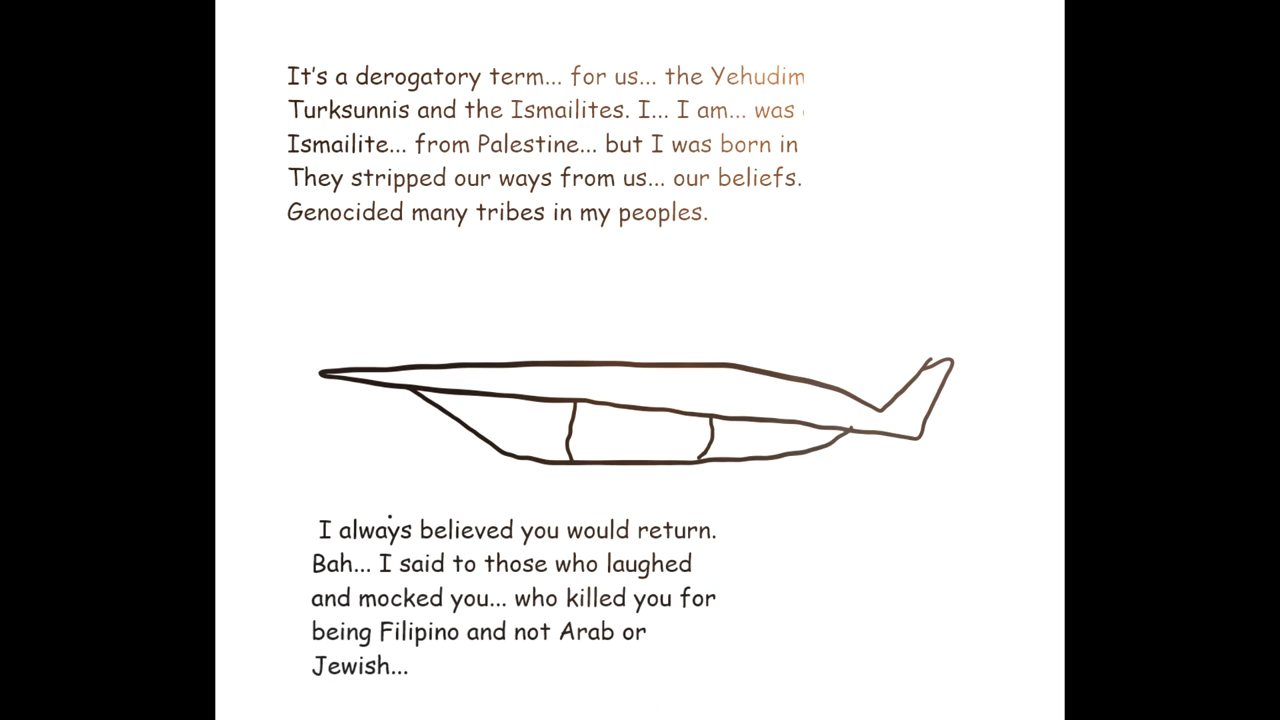 It's a derogatory term... for us... the Yehudim
Turksunnis and the Ismailites. I... I am... was
Ismailite... from Palestine... but I was born in
They stripped our ways from us... our beliefs.
Genocided many tribes in my peoples.
I always believed you would return.
Bah... I said to those who laughed
and mocked you... who killed you for
being Filipino and not Arab or
Jewish...